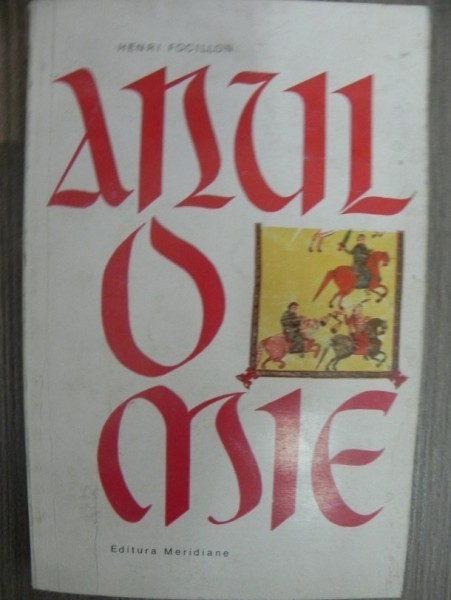 HENRI FOCILLON
ANUL
O
MIE
Editura Meridiane